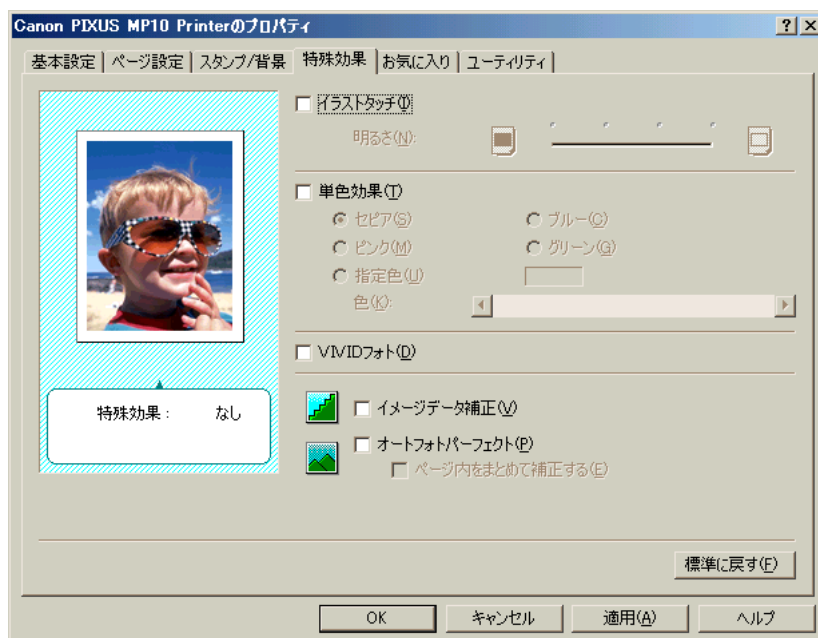 Canon PIXUS MP10 Printerのプロパティ
基本設定 ページ設定 スタンプ/背景 特殊効果 お気に入り ユーティリティ
イラストタッチ(I)
明るさ(N):
単色効果(T)
セピア(S) ブルー(C)
ピンク(M) グリーン(G)
指定色(U)
色(K):
VIVIDフォト(D)
特殊効果: なし
イメージデータ補正(V)
オートフォトパーフェクト(P)
ページ内をまとめて補正する(E)
標準に戻す(F)
OK キャンセル 適用(A) ヘルプ